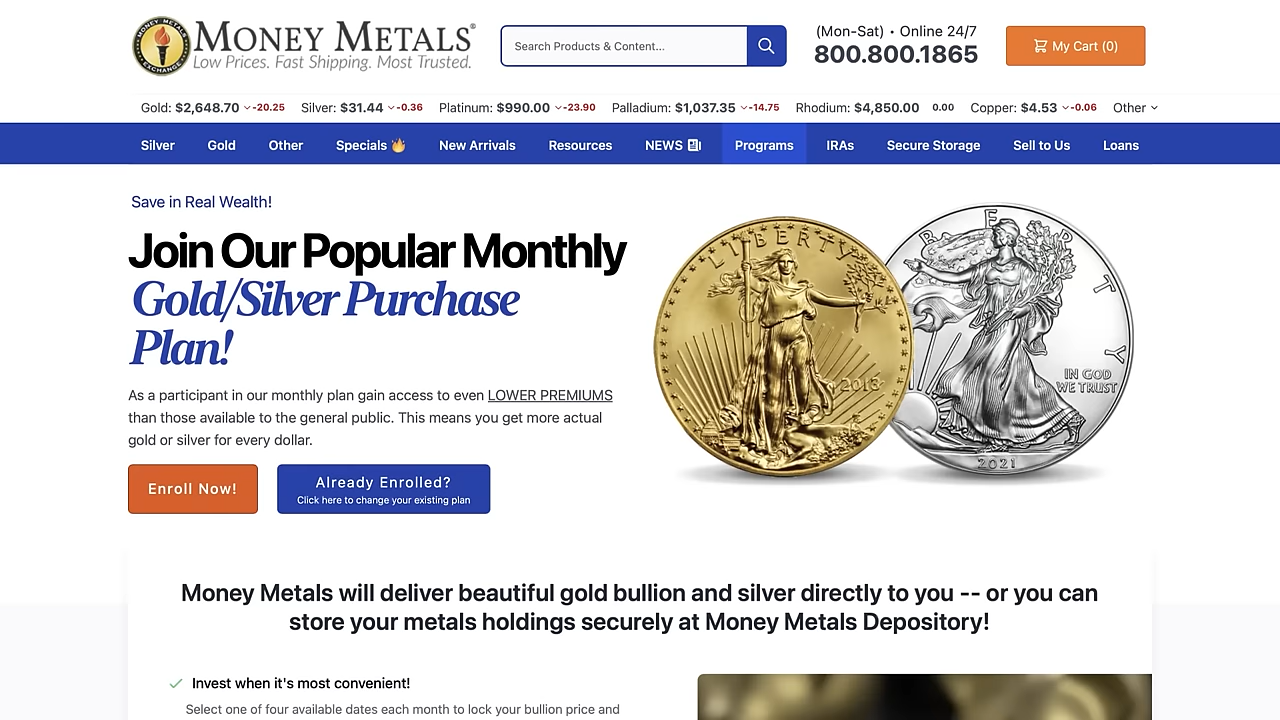 MONEY METALS®
MONEY METALS
EXCHANGE
Low Prices. Fast Shipping. Most Trusted.
Search Products & Content...
(Mon-Sat) • Online 24/7
800.800.1865
My Cart (0)
Gold: $2,648.70 -20.25 Silver: $31.44 -0.36 Platinum: $990.00 -23.90 Palladium: $1,037.35 -14.75 Rhodium: $4,850.00 0.00 Copper: $4.53 -0.06 Other
Silver Gold Other Specials New Arrivals Resources NEWS Programs IRAs Secure Storage Sell to Us Loans
Save in Real Wealth!
Join Our Popular Monthly
Gold/Silver Purchase
Plan!
As a participant in our monthly plan gain access to even LOWER PREMIUMS
than those available to the general public. This means you get more actual
gold or silver for every dollar.
Enroll Now!
Already Enrolled?
Click here to change your existing plan
LIBERTY
2013
LIBERTY
IN GOD
WE TRUST
2021
Money Metals will deliver beautiful gold bullion and silver directly to you -- or you can
store your metals holdings securely at Money Metals Depository!
Invest when it's most convenient!
Select one of four available dates each month to lock your bullion price and